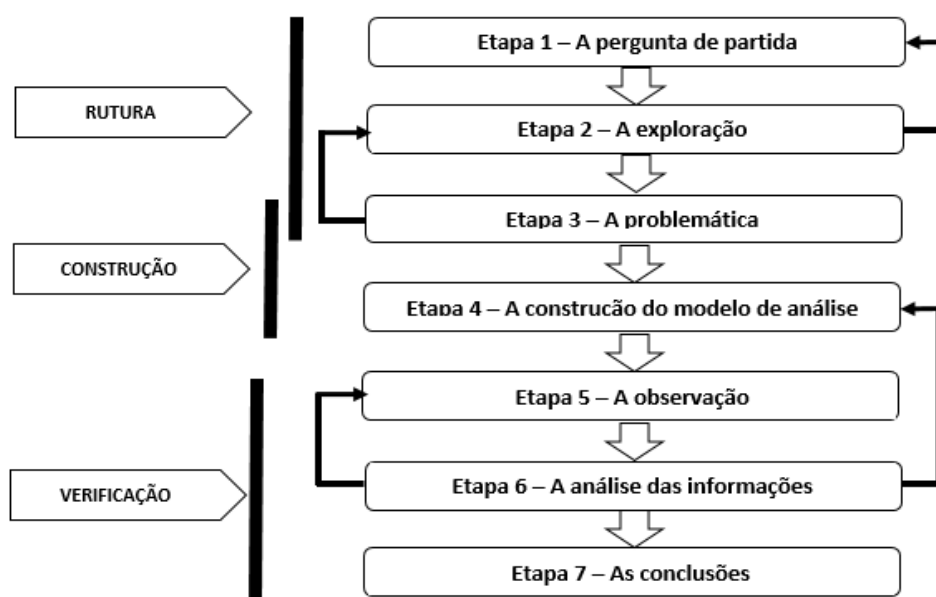 Etapa 1 – A pergunta de partida
RUTURA
Etapa 2 – A exploração
Etapa 3 – A problemática
CONSTRUÇÃO
Etapa 4 – A construção do modelo de análise
Etapa 5 – A observação
VERIFICAÇÃO
Etapa 6 – A análise das informações
Etapa 7 – As conclusões